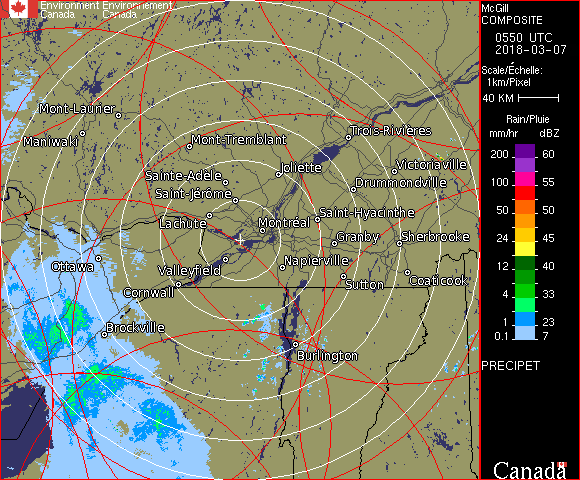 Environment Environnement
Canada Canada
McGill
COMPOSITE
0550 UTC
2018-03-07
Scale/Échelle:
1km/Pixel
40 KM
Rain/Pluie
mm/hr dBZ
200 60
155 55
100 55
50 50
24 45
12 40
4 33
1 23
0.1 7
PRECIPET
Canada
Mont-Laurier
Maniwaki
Mont-Tremblant
Trois-Rivières
Joliette
Victoriaville
Sainte-Adèle
Drummondville
Saint-Jérôme
Saint-Hyacinthe
Lachute
Montréal
Granby
Sherbrooke
Ottawa
Valleyfield
Napierville
Coaticook
Sutton
Cornwall
Brockville
Burlington